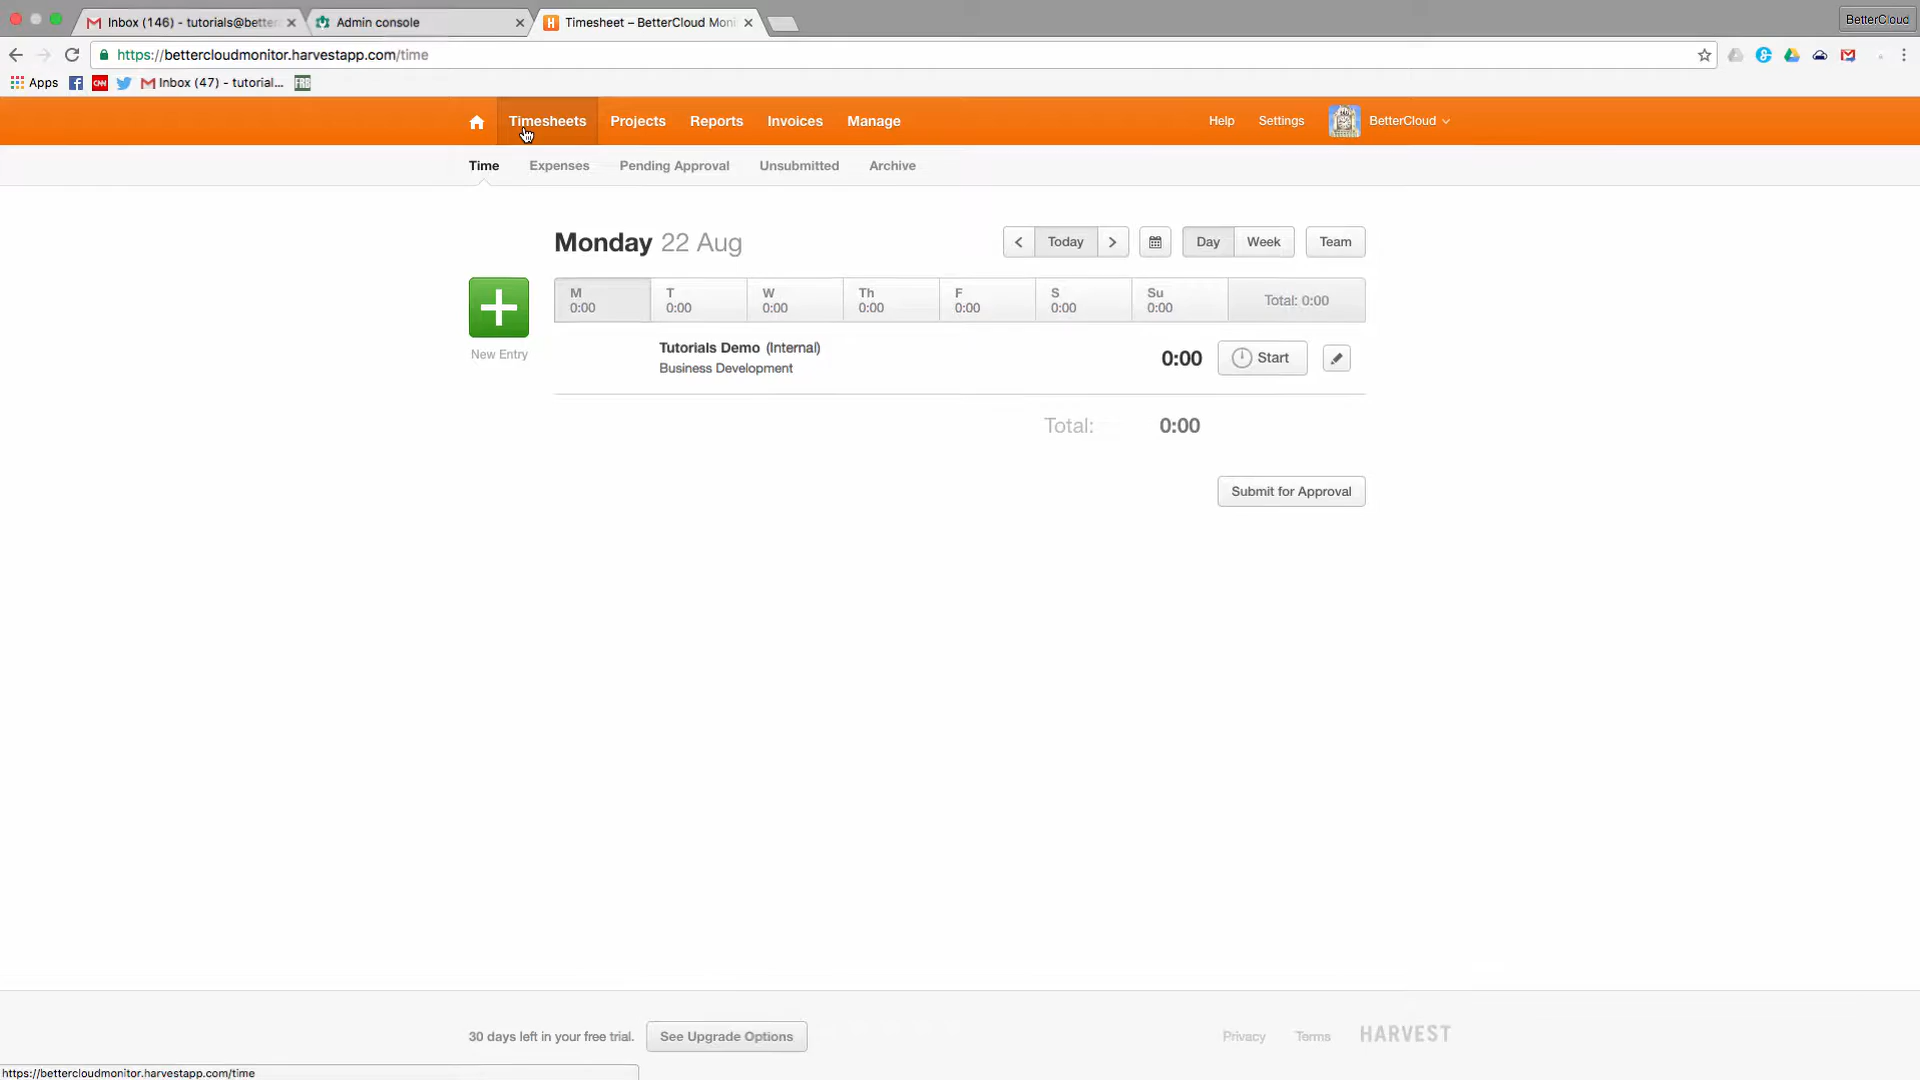 Inbox (146) - tutorials@better
Admin console
Timesheet – BetterCloud Moni
BetterCloud
https://bettercloudmonitor.harvestapp.com/time
Apps
CNN
Inbox (47) - tutorial...
FRB
Timesheets
Projects
Reports
Invoices
Manage
Help
Settings
BetterCloud
Time
Expenses
Pending Approval
Unsubmitted
Archive
Monday 22 Aug
Today
Day
Week
Team
New Entry
M
0:00
T
0:00
W
0:00
Th
0:00
F
0:00
S
0:00
Su
0:00
Total: 0:00
Tutorials Demo (Internal)
Business Development
0:00
Start
Total: 0:00
Submit for Approval
30 days left in your free trial.
See Upgrade Options
Privacy
Terms
HARVEST
https://bettercloudmonitor.harvestapp.com/time